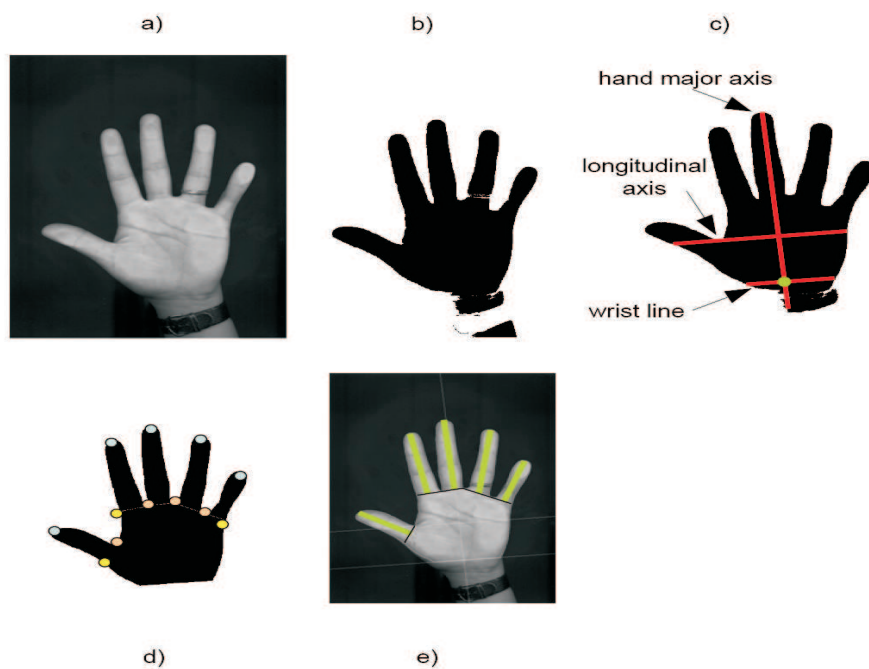 a)
b)
c)
hand major axis
longitudinal
axis
wrist line
d)
e)